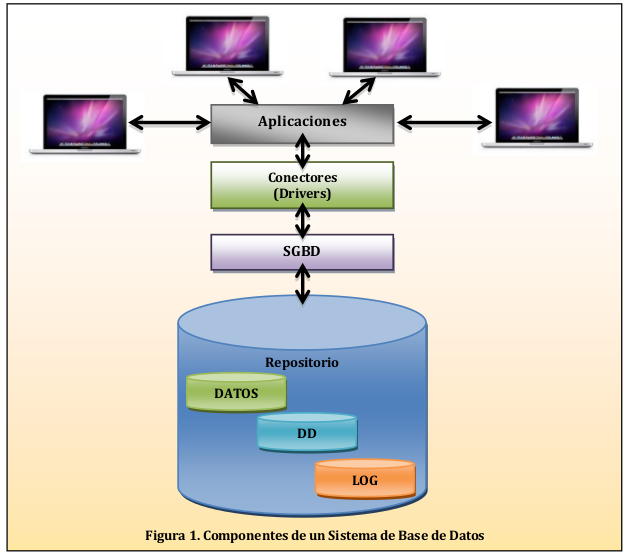 Aplicaciones
Conectores
(Drivers)
SGBD
Repositorio
DATOS
DD
LOG
Figura 1. Componentes de un Sistema de Base de Datos